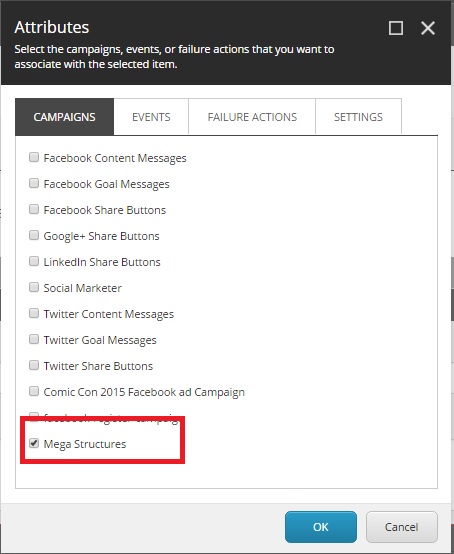 Attributes
Select the campaigns, events, or failure actions that you want to
associate with the selected item.
CAMPAIGNS EVENTS FAILURE ACTIONS SETTINGS
Facebook Content Messages
Facebook Goal Messages
Facebook Share Buttons
Google+ Share Buttons
LinkedIn Share Buttons
Social Marketer
Twitter Content Messages
Twitter Goal Messages
Twitter Share Buttons
Comic Con 2015 Facebook ad Campaign
facebook register campaign
Mega Structures
OK Cancel